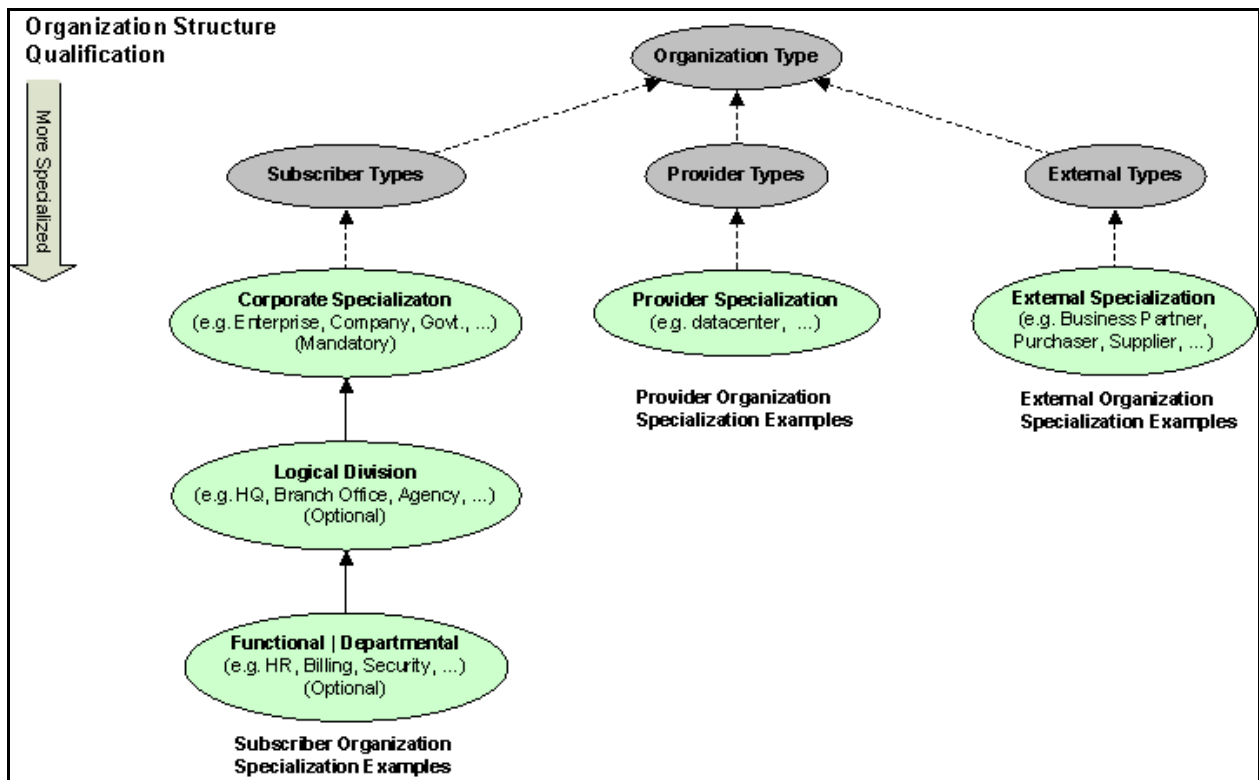 Organization Structure
Qualification
More Specialized
Organization Type
Subscriber Types
Provider Types
External Types
Corporate Specializaton
(e.g. Enterprise, Company, Govt., ...)
(Mandatory)
Provider Specialization
(e.g. datacenter, ...)
External Specialization
(e.g. Business Partner,
Purchaser, Supplier, ...)
Provider Organization
Specialization Examples
External Organization
Specialization Examples
Logical Division
(e.g. HQ, Branch Office, Agency, ...)
(Optional)
Functional | Departmental
(e.g. HR, Billing, Security, ...)
(Optional)
Subscriber Organization
Specialization Examples